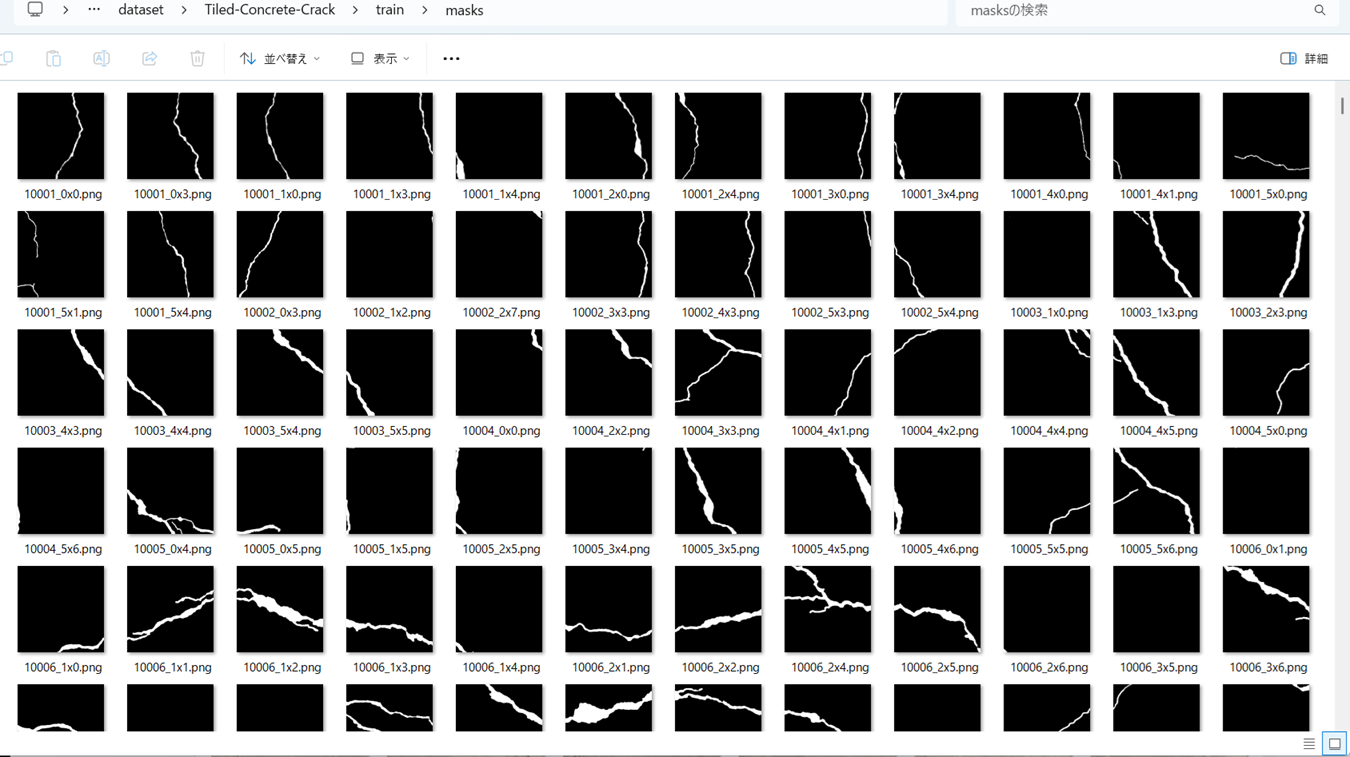 dataset > Tiled-Concrete-Crack > train > masks
masksの検索
並べ替え 表示 詳細
10001_0x0.png 10001_0x3.png 10001_1x0.png 10001_1x3.png 10001_1x4.png 10001_2x0.png 10001_2x4.png 10001_3x0.png 10001_3x4.png 10001_4x0.png 10001_4x1.png 10001_5x0.png
10001_5x1.png 10001_5x4.png 10002_0x3.png 10002_1x2.png 10002_2x7.png 10002_3x3.png 10002_4x3.png 10002_5x3.png 10002_5x4.png 10003_1x0.png 10003_1x3.png 10003_2x3.png
10003_4x3.png 10003_4x4.png 10003_5x4.png 10003_5x5.png 10004_0x0.png 10004_2x2.png 10004_3x3.png 10004_4x1.png 10004_4x2.png 10004_4x4.png 10004_4x5.png 10004_5x0.png
10004_5x6.png 10005_0x4.png 10005_0x5.png 10005_1x5.png 10005_2x5.png 10005_3x4.png 10005_3x5.png 10005_4x5.png 10005_4x6.png 10005_5x5.png 10005_5x6.png 10006_0x1.png
10006_1x0.png 10006_1x1.png 10006_1x2.png 10006_1x3.png 10006_1x4.png 10006_2x1.png 10006_2x2.png 10006_2x4.png 10006_2x5.png 10006_2x6.png 10006_3x5.png 10006_3x6.png